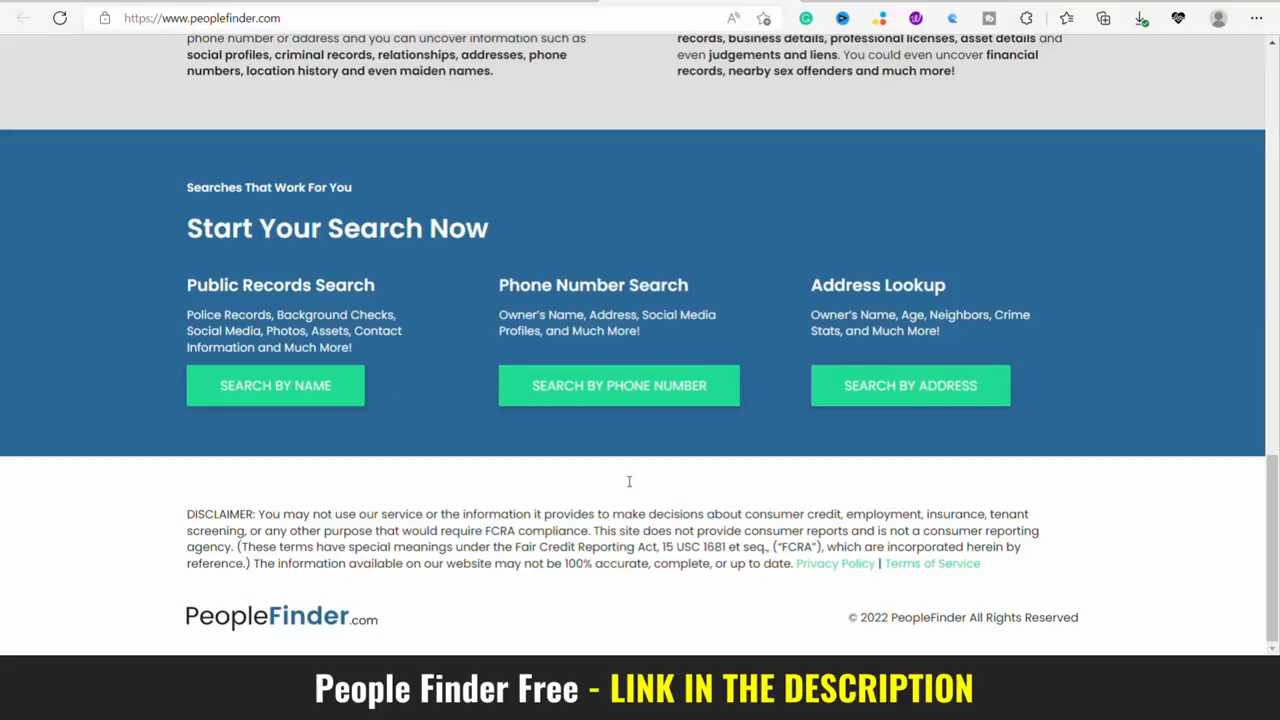 https://www.peoplefinder.com
phone number or address and you can uncover information such as
social profiles, criminal records, relationships, addresses, phone
numbers, location history and even maiden names.
records, business details, professional licenses, asset details and
even judgements and liens. You could even uncover financial
records, nearby sex offenders and much more!
Searches That Work For You
Start Your Search Now
Public Records Search
Police Records, Background Checks,
Social Media, Photos, Assets, Contact
Information and Much More!
SEARCH BY NAME
Phone Number Search
Owner's Name, Address, Social Media
Profiles, and Much More!
SEARCH BY PHONE NUMBER
Address Lookup
Owner's Name, Age, Neighbors, Crime
Stats, and Much More!
SEARCH BY ADDRESS
DISCLAIMER: You may not use our service or the information it provides to make decisions about consumer credit, employment, insurance, tenant
screening, or any other purpose that would require FCRA compliance. This site does not provide consumer reports and is not a consumer reporting
agency. (These terms have special meanings under the Fair Credit Reporting Act, 15 USC 1681 et seq., ("FCRA"), which are incorporated herein by
reference.) The information available on our website may not be 100% accurate, complete, or up to date. Privacy Policy | Terms of Service
PeopleFinder.com
© 2022 PeopleFinder All Rights Reserved
People Finder Free - LINK IN THE DESCRIPTION